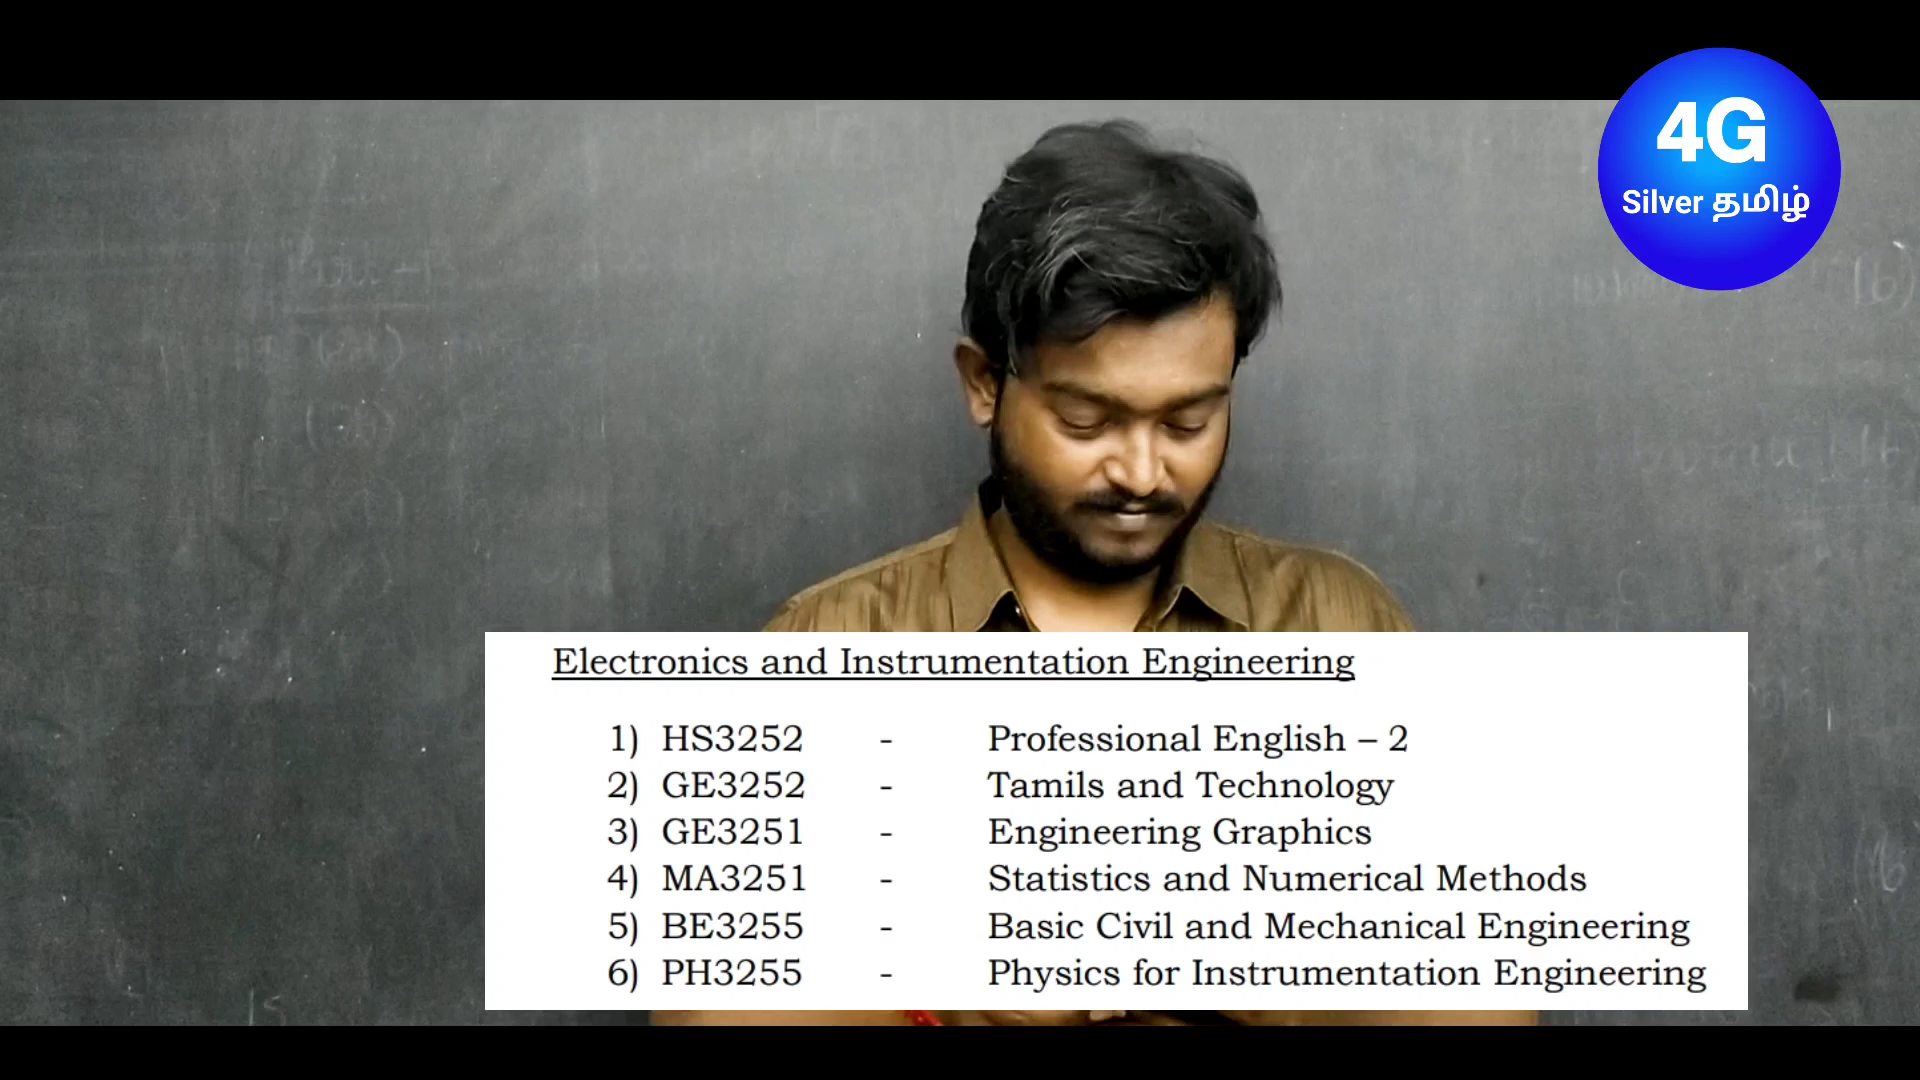 4G
Silver தமிழ்
Electronics and Instrumentation Engineering
1) HS3252 - Professional English – 2
2) GE3252 - Tamils and Technology
3) GE3251 - Engineering Graphics
4) MA3251 - Statistics and Numerical Methods
5) BE3255 - Basic Civil and Mechanical Engineering
6) PH3255 - Physics for Instrumentation Engineering